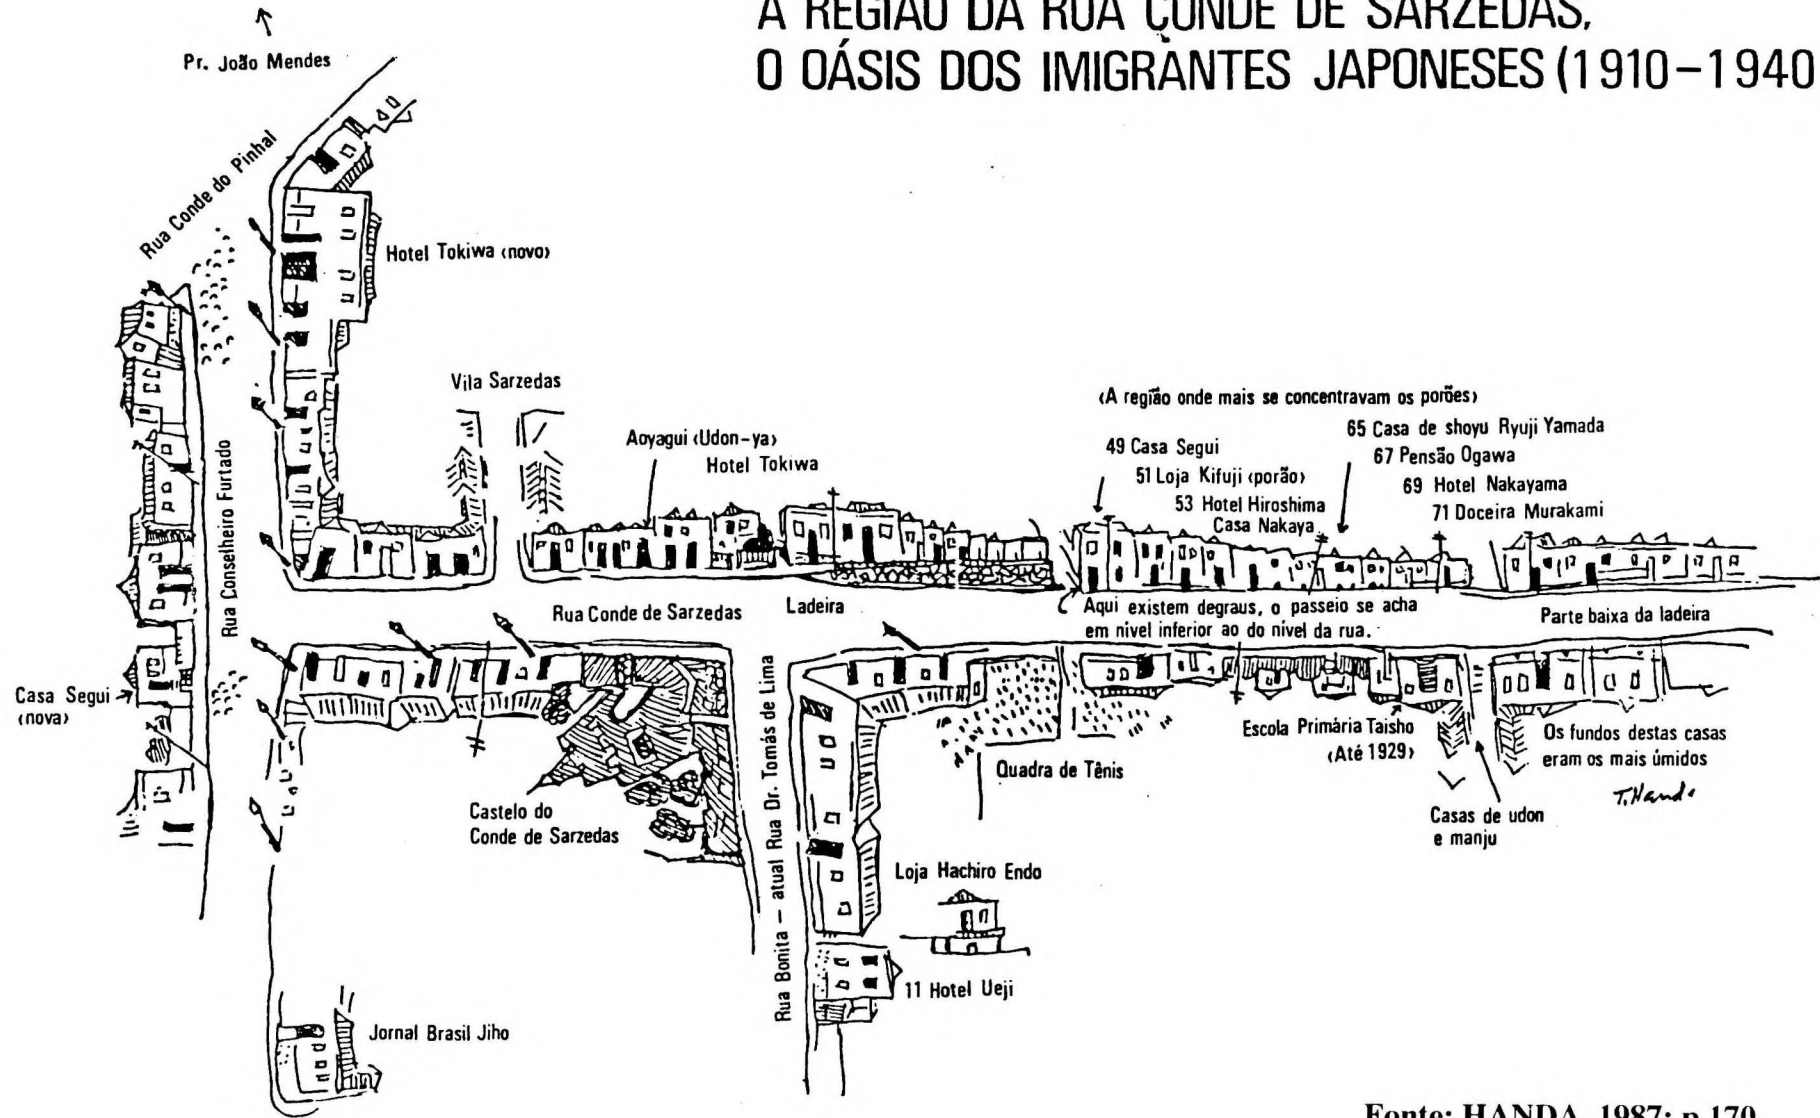 A REGIÃO DA RUA CONDE DE SARZEDAS,
O OÁSIS DOS IMIGRANTES JAPONESES (1910-1940
Pr. João Mendes
Rua Conde do Pinhal
Hotel Tokiwa ‹novo›
Vila Sarzedas
Aoyagui ‹Udon-ya›
Hotel Tokiwa
‹A região onde mais se concentravam os porões›
49 Casa Segui
51 Loja Kifuji ‹porão›
53 Hotel Hiroshima
Casa Nakaya
65 Casa de shoyu Ryuji Yamada
67 Pensão Ogawa
69 Hotel Nakayama
71 Doceira Murakami
Rua Conselheiro Furtado
Rua Conde de Sarzedas
Ladeira
Aqui existem degraus, o passeio se acha
em nível inferior ao do nível da rua.
Parte baixa da ladeira
Casa Segui
‹nova›
Castelo do
Conde de Sarzedas
Rua Bonita – atual Rua Dr. Tomás de Lima
Quadra de Tênis
Escola Primária Taisho
‹Até 1929›
Os fundos destas casas
eram os mais úmidos
T. Handa
Casas de udon
e manju
Loja Hachiro Endo
11 Hotel Ueji
Jornal Brasil Jiho
Fonte: HANDA, 1987: p.170